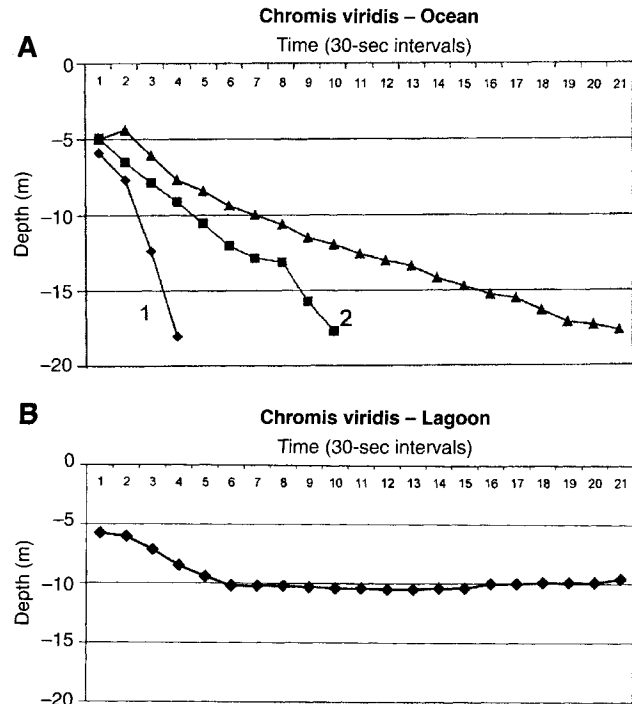 A
Chromis viridis – Ocean
Time (30-sec intervals)
0
1 2 3 4 5 6 7 8 9 10 11 12 13 14 15 16 17 18 19 20 21
−5
−10
−15
−20
Depth (m)
1
2
B
Chromis viridis – Lagoon
Time (30-sec intervals)
0
1 2 3 4 5 6 7 8 9 10 11 12 13 14 15 16 17 18 19 20 21
−5
−10
−15
−20
Depth (m)